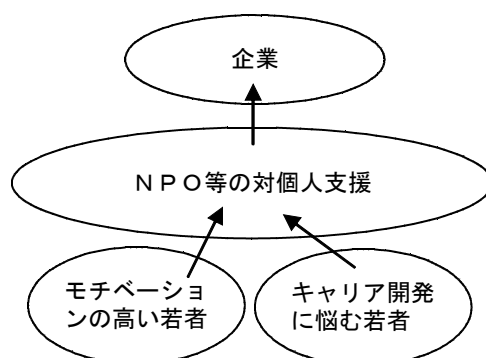 企業
ＮＰＯ等の対個人支援
モチベーショ
ンの高い若者
キャリア開発
に悩む若者